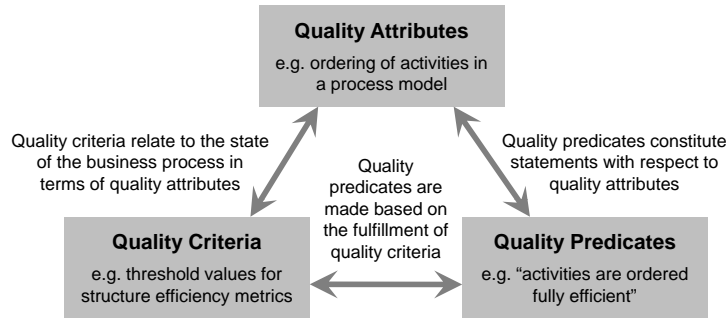 Quality Attributes
e.g. ordering of activities in
a process model
Quality criteria relate to the state
of the business process in
terms of quality attributes
Quality
predicates are
made based on
the fulfillment of
quality criteria
Quality predicates constitute
statements with respect to
quality attributes
Quality Criteria
e.g. threshold values for
structure efficiency metrics
Quality Predicates
e.g. “activities are ordered
fully efficient”